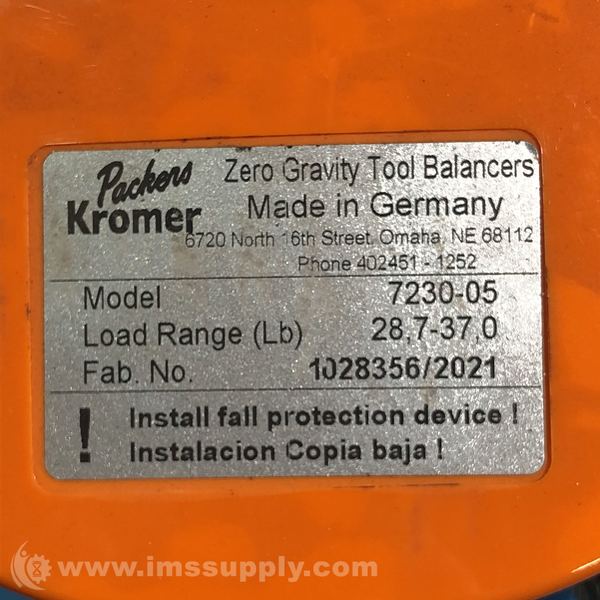 Packers
Kromer
Zero Gravity Tool Balancers
Made in Germany
6720 North 16th Street, Omaha, NE 68112
Phone 402451 - 1252
Model 7230-05
Load Range (Lb) 28,7-37,0
Fab. No. 1028356/2021
! Install fall protection device !
Instalacion Copia baja !
www.imssupply.com